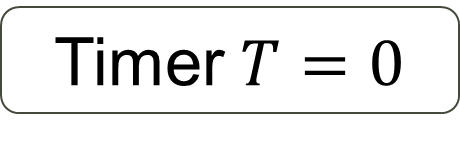 Timer 𝑇 = 0